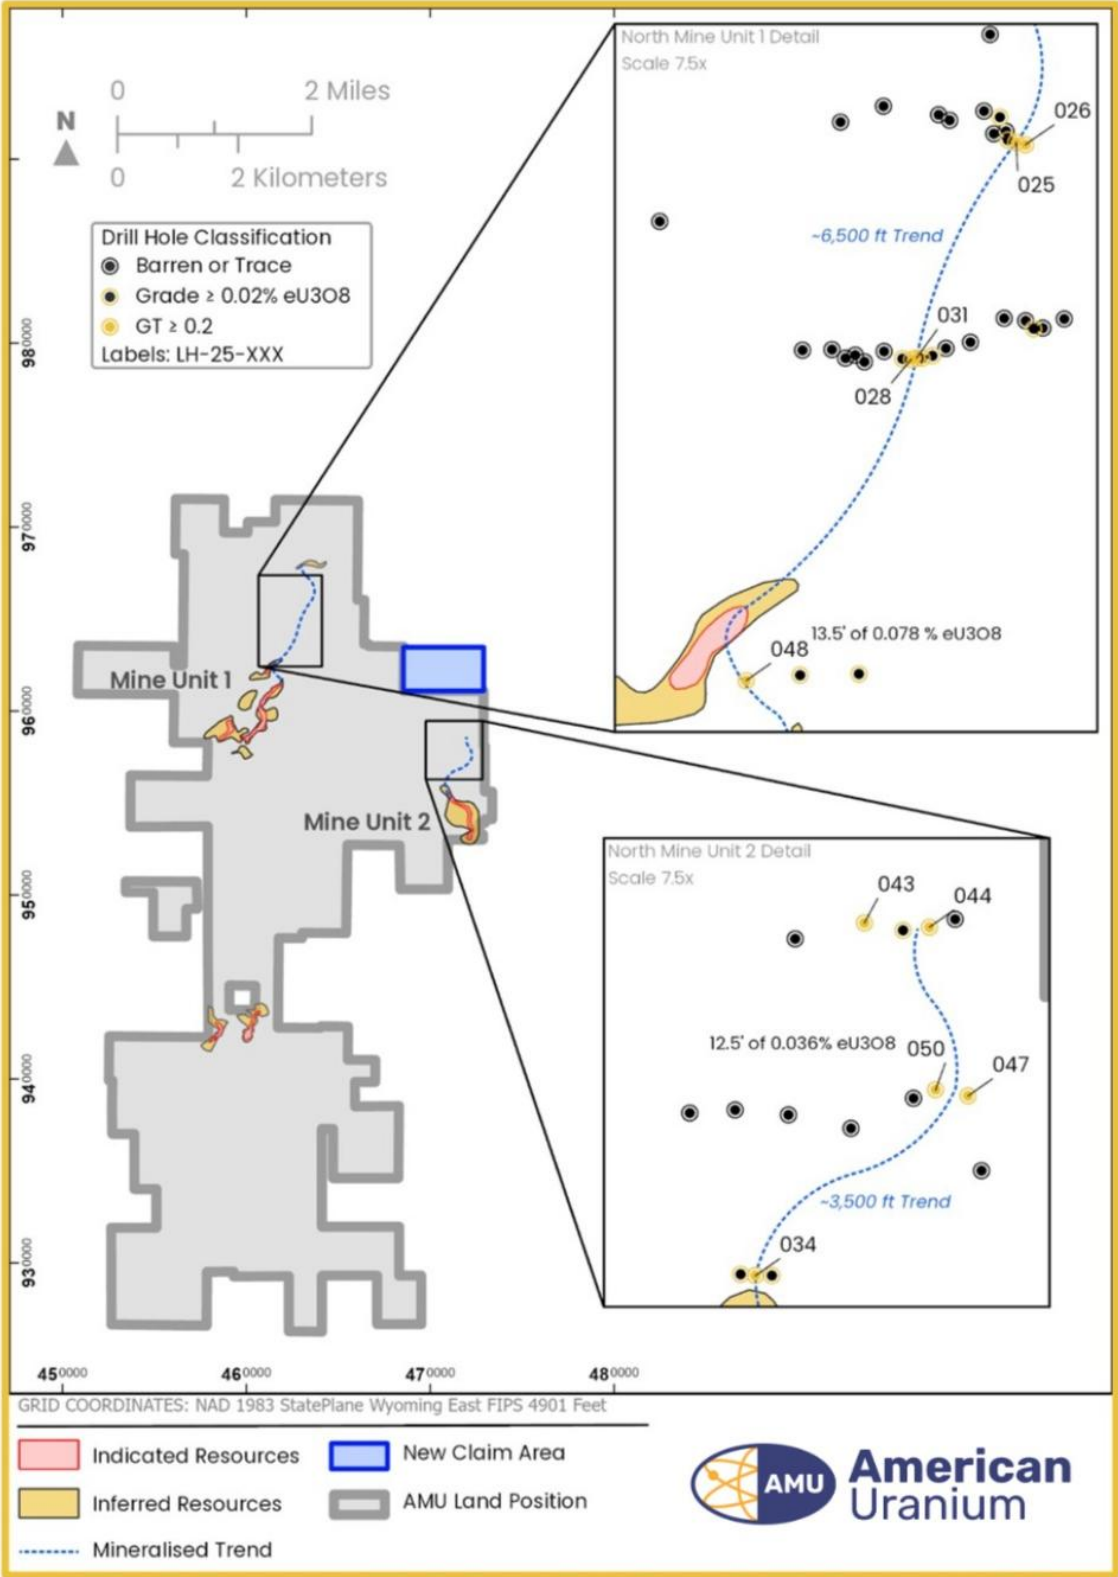 North Mine Unit 1 Detail
Scale 7.5x
026
025
~6,500 ft Trend
031
028
13.5' of 0.078 % eU3O8
048
0 2 Miles
N
0 2 Kilometers
Drill Hole Classification
Barren or Trace
Grade ≥ 0.02% eU3O8
GT ≥ 0.2
Labels: LH-25-XXX
980000
970000
960000
950000
940000
930000
Mine Unit 1
Mine Unit 2
North Mine Unit 2 Detail
Scale 7.5x
043
044
12.5' of 0.036% eU3O8
050
047
~3,500 ft Trend
034
450000 460000 470000 480000
GRID COORDINATES: NAD 1983 StatePlane Wyoming East FIPS 4901 Feet
Indicated Resources
New Claim Area
Inferred Resources
AMU Land Position
Mineralised Trend
AMU
American
Uranium